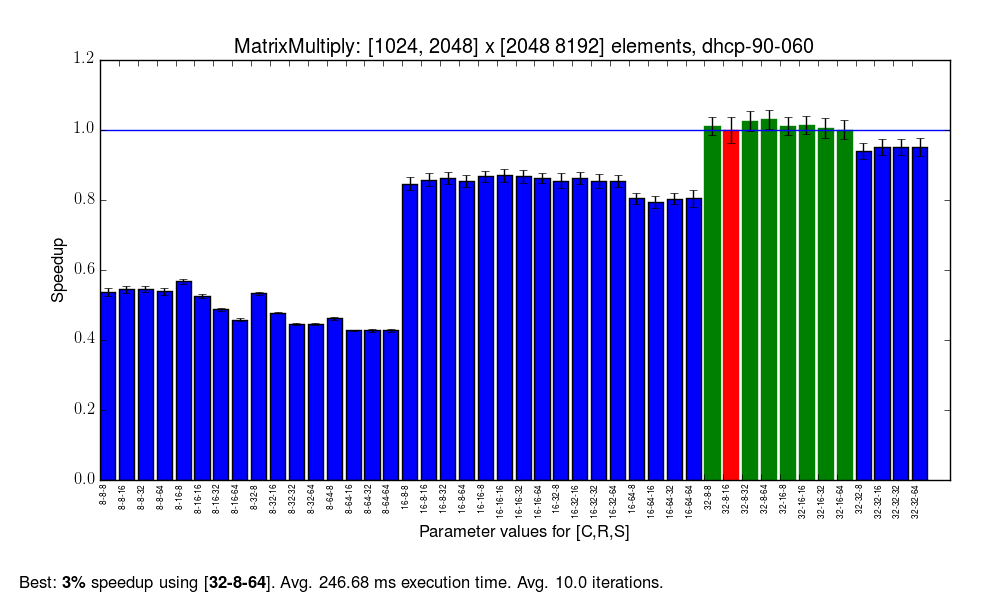 MatrixMultiply: [1024, 2048] x [2048 8192] elements, dhcp-90-060
1.2
1.0
0.8
0.6
0.4
0.2
0.0
Speedup
8-8-8 8-8-16 8-8-32 8-8-64 8-16-8 8-16-16 8-16-32 8-16-64 8-32-8 8-32-16 8-32-32 8-32-64 8-64-8 8-64-16 8-64-32 8-64-64 16-8-8 16-8-16 16-8-32 16-8-64 16-16-8 16-16-16 16-16-32 16-16-64 16-32-8 16-32-16 16-32-32 16-32-64 16-64-8 16-64-16 16-64-32 16-64-64 32-8-8 32-8-16 32-8-32 32-8-64 32-16-8 32-16-16 32-16-32 32-16-64 32-32-8 32-32-16 32-32-32 32-32-64
Parameter values for [C,R,S]
Best: 3% speedup using [32-8-64]. Avg. 246.68 ms execution time. Avg. 10.0 iterations.